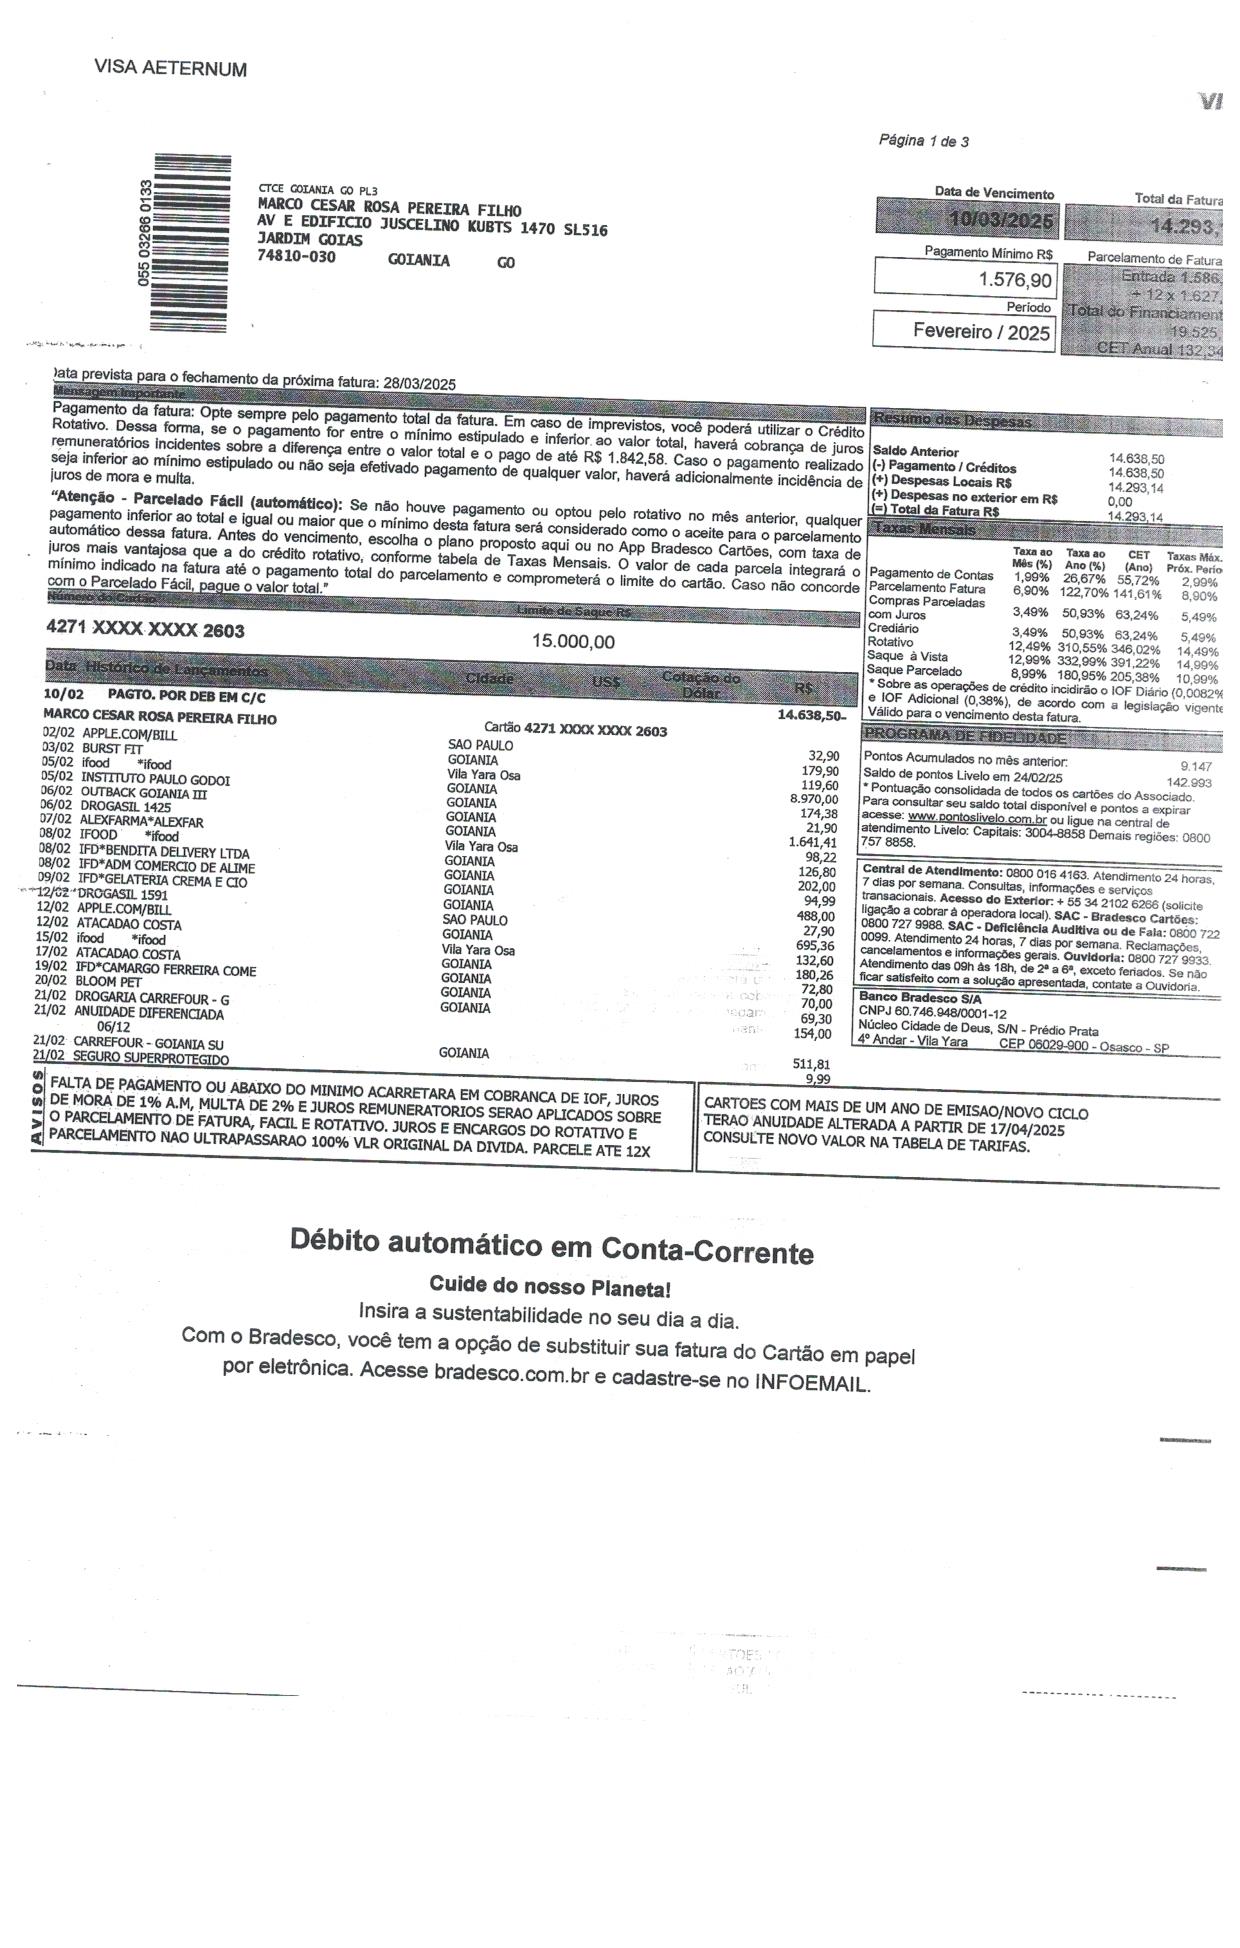 VISA AETERNUM
Página 1 de 3
055 03266 0133
CTCE GOIANIA GO PL3
MARCO CESAR ROSA PEREIRA FILHO
AV E EDIFICIO JUSCELINO KUBTS 1470 SL516
JARDIM GOIAS
74810-030 GOIANIA GO
Data de Vencimento
10/03/2025
Total da Fatura
14.293,
Pagamento Mínimo R$
1.576,90
Período
Fevereiro / 2025
Parcelamento de Fatura
Entrada 1.586,
+ 12 x 1.627,
Total do Financiament
19.525,
CET Anual 132,34
ata prevista para o fechamento da próxima fatura: 28/03/2025
Mensagem Importante
Pagamento da fatura: Opte sempre pelo pagamento total da fatura. Em caso de imprevistos, você poderá utilizar o Crédito
Rotativo. Dessa forma, se o pagamento for entre o mínimo estipulado e inferior ao valor total, haverá cobrança de juros
remuneratórios incidentes sobre a diferença entre o valor total e o pago de até R$ 1.842,58. Caso o pagamento realizado
seja inferior ao mínimo estipulado ou não seja efetivado pagamento de qualquer valor, haverá adicionalmente incidência de
juros de mora e multa.
"Atenção - Parcelado Fácil (automático): Se não houve pagamento ou optou pelo rotativo no mês anterior, qualquer
pagamento inferior ao total e igual ou maior que o mínimo desta fatura será considerado como o aceite para o parcelamento
automático dessa fatura. Antes do vencimento, escolha o plano proposto aqui ou no App Bradesco Cartões, com taxa de
juros mais vantajosa que a do crédito rotativo, conforme tabela de Taxas Mensais. O valor de cada parcela integrará o
mínimo indicado na fatura até o pagamento total do parcelamento e comprometerá o limite do cartão. Caso não concorde
com o Parcelado Fácil, pague o valor total."
Número do Cartão Limite de Saque R$
4271 XXXX XXXX 2603 15.000,00
Data Histórico de Lançamentos Cidade US$ Cotação do Dólar R$
10/02 PAGTO. POR DEB EM C/C 14.638,50-
MARCO CESAR ROSA PEREIRA FILHO Cartão 4271 XXXX XXXX 2603
02/02 APPLE.COM/BILL SAO PAULO 32,90
03/02 BURST FIT GOIANIA 179,90
05/02 ifood *ifood Vila Yara Osa 119,60
05/02 INSTITUTO PAULO GODOI GOIANIA 8.970,00
06/02 OUTBACK GOIANIA III GOIANIA 174,38
06/02 DROGASIL 1425 GOIANIA 21,90
07/02 ALEXFARMA*ALEXFAR GOIANIA 1.641,41
08/02 IFOOD *ifood Vila Yara Osa 98,22
08/02 IFD*BENDITA DELIVERY LTDA GOIANIA 126,80
08/02 IFD*ADM COMERCIO DE ALIME GOIANIA 202,00
09/02 IFD*GELATERIA CREMA E CIO GOIANIA 94,99
12/02 DROGASIL 1591 GOIANIA 488,00
12/02 APPLE.COM/BILL SAO PAULO 27,90
12/02 ATACADAO COSTA GOIANIA 695,36
15/02 ifood *ifood Vila Yara Osa 132,60
17/02 ATACADAO COSTA GOIANIA 180,26
19/02 IFD*CAMARGO FERREIRA COME GOIANIA 72,80
20/02 BLOOM PET GOIANIA 70,00
21/02 DROGARIA CARREFOUR - G GOIANIA 69,30
21/02 ANUIDADE DIFERENCIADA 154,00
06/12
21/02 CARREFOUR - GOIANIA SU GOIANIA 511,81
21/02 SEGURO SUPERPROTEGIDO 9,99
Resumo das Despesas
Saldo Anterior 14.638,50
(-) Pagamento / Créditos 14.638,50
(+) Despesas Locais R$ 14.293,14
(+) Despesas no exterior em R$ 0,00
(=) Total da Fatura R$ 14.293,14
Taxas Mensais
Taxa ao Mês (%) Taxa ao Ano (%) CET (Ano) Taxas Máx. Próx. Perío
Pagamento de Contas 1,99% 26,67% 55,72% 2,99%
Parcelamento Fatura 6,90% 122,70% 141,61% 8,90%
Compras Parceladas
com Juros 3,49% 50,93% 63,24% 5,49%
Crediário 3,49% 50,93% 63,24% 5,49%
Rotativo 12,49% 310,55% 346,02% 14,49%
Saque à Vista 12,99% 332,99% 391,22% 14,99%
Saque Parcelado 8,99% 180,95% 205,38% 10,99%
* Sobre as operações de crédito incidirão o IOF Diário (0,0082%
e IOF Adicional (0,38%), de acordo com a legislação vigente
Válido para o vencimento desta fatura.
PROGRAMA DE FIDELIDADE
Pontos Acumulados no mês anterior: 9.147
Saldo de pontos Livelo em 24/02/25 142.993
* Pontuação consolidada de todos os cartões do Associado.
Para consultar seu saldo total disponível e pontos a expirar
acesse: www.pontoslivelo.com.br ou ligue na central de
atendimento Livelo: Capitais: 3004-8858 Demais regiões: 0800
757 8858.
Central de Atendimento: 0800 016 4163. Atendimento 24 horas,
7 dias por semana. Consultas, informações e serviços
transacionais. Acesso do Exterior: + 55 34 2102 6266 (solicite
ligação a cobrar à operadora local). SAC - Bradesco Cartões:
0800 727 9988. SAC - Deficiência Auditiva ou de Fala: 0800 722
0099. Atendimento 24 horas, 7 dias por semana. Reclamações,
cancelamentos e informações gerais. Ouvidoria: 0800 727 9933.
Atendimento das 09h às 18h, de 2ª a 6ª, exceto feriados. Se não
ficar satisfeito com a solução apresentada, contate a Ouvidoria.
Banco Bradesco S/A
CNPJ 60.746.948/0001-12
Núcleo Cidade de Deus, S/N - Prédio Prata
4º Andar - Vila Yara CEP 06029-900 - Osasco - SP
AVISOS
FALTA DE PAGAMENTO OU ABAIXO DO MINIMO ACARRETARA EM COBRANCA DE IOF, JUROS
DE MORA DE 1% A.M, MULTA DE 2% E JUROS REMUNERATORIOS SERAO APLICADOS SOBRE
O PARCELAMENTO DE FATURA, FACIL E ROTATIVO. JUROS E ENCARGOS DO ROTATIVO E
PARCELAMENTO NAO ULTRAPASSARAO 100% VLR ORIGINAL DA DIVIDA. PARCELE ATE 12X
CARTOES COM MAIS DE UM ANO DE EMISAO/NOVO CICLO
TERAO ANUIDADE ALTERADA A PARTIR DE 17/04/2025
CONSULTE NOVO VALOR NA TABELA DE TARIFAS.
Débito automático em Conta-Corrente
Cuide do nosso Planeta!
Insira a sustentabilidade no seu dia a dia.
Com o Bradesco, você tem a opção de substituir sua fatura do Cartão em papel
por eletrônica. Acesse bradesco.com.br e cadastre-se no INFOEMAIL.